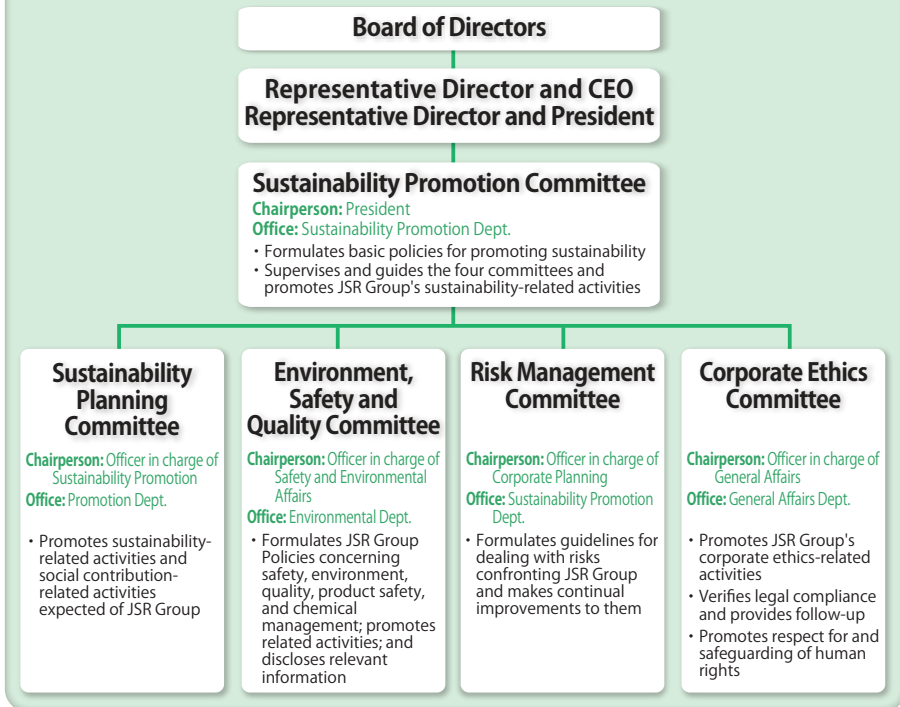 Board of Directors
Representative Director and CEO
Representative Director and President
Sustainability Promotion Committee
Chairperson: President
Office: Sustainability Promotion Dept.
・Formulates basic policies for promoting sustainability
・Supervises and guides the four committees and
promotes JSR Group's sustainability-related activities
Sustainability
Planning
Committee
Chairperson: Officer in charge of
Sustainability Promotion
Office: Promotion Dept.
・Promotes sustainability-
related activities and
social contribution-
related activities
expected of JSR Group
Environment,
Safety and
Quality Committee
Chairperson: Officer in charge of
Safety and Environmental
Affairs
Office: Environmental Dept.
・Formulates JSR Group
Policies concerning
safety, environment,
quality, product safety,
and chemical
management; promotes
related activities; and
discloses relevant
information
Risk Management
Committee
Chairperson: Officer in charge of
Corporate Planning
Office: Sustainability Promotion
Dept.
・Formulates guidelines for
dealing with risks
confronting JSR Group
and makes continual
improvements to them
Corporate Ethics
Committee
Chairperson: Officer in charge of
General Affairs
Office: General Affairs Dept.
・Promotes JSR Group's
corporate ethics-related
activities
・Verifies legal compliance
and provides follow-up
・Promotes respect for and
safeguarding of human
rights